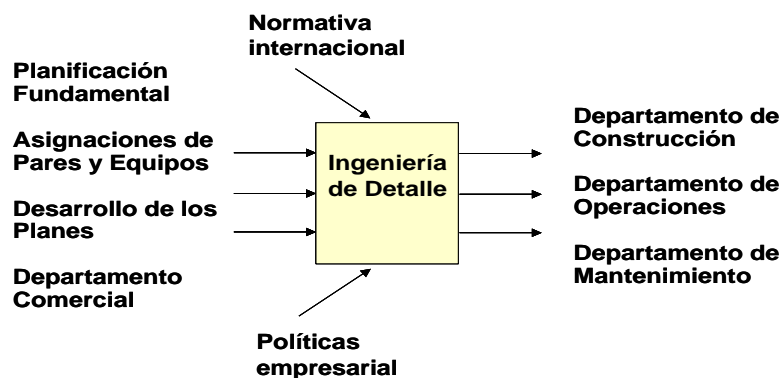 Normativa
internacional
Planificación
Fundamental
Asignaciones de
Pares y Equipos
Desarrollo de los
Planes
Departamento
Comercial
Ingeniería
de Detalle
Departamento de
Construcción
Departamento de
Operaciones
Departamento de
Mantenimiento
Políticas
empresarial